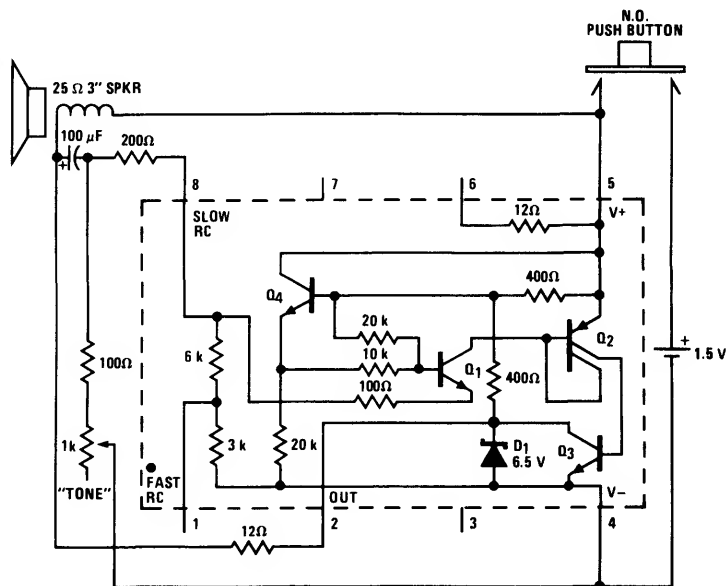 N.O.
PUSH BUTTON
25 Ω 3" SPKR
100 μF
+
200Ω
8
7
6
5
SLOW
RC
12Ω
V+
Q4
400Ω
20 k
Q2
+
1.5 V
6 k
10 k
Q1
100Ω
100Ω
400Ω
1k
3 k
20 k
D1
6.5 V
Q3
"TONE"
FAST
RC
OUT
V−
1
2
3
4
12Ω